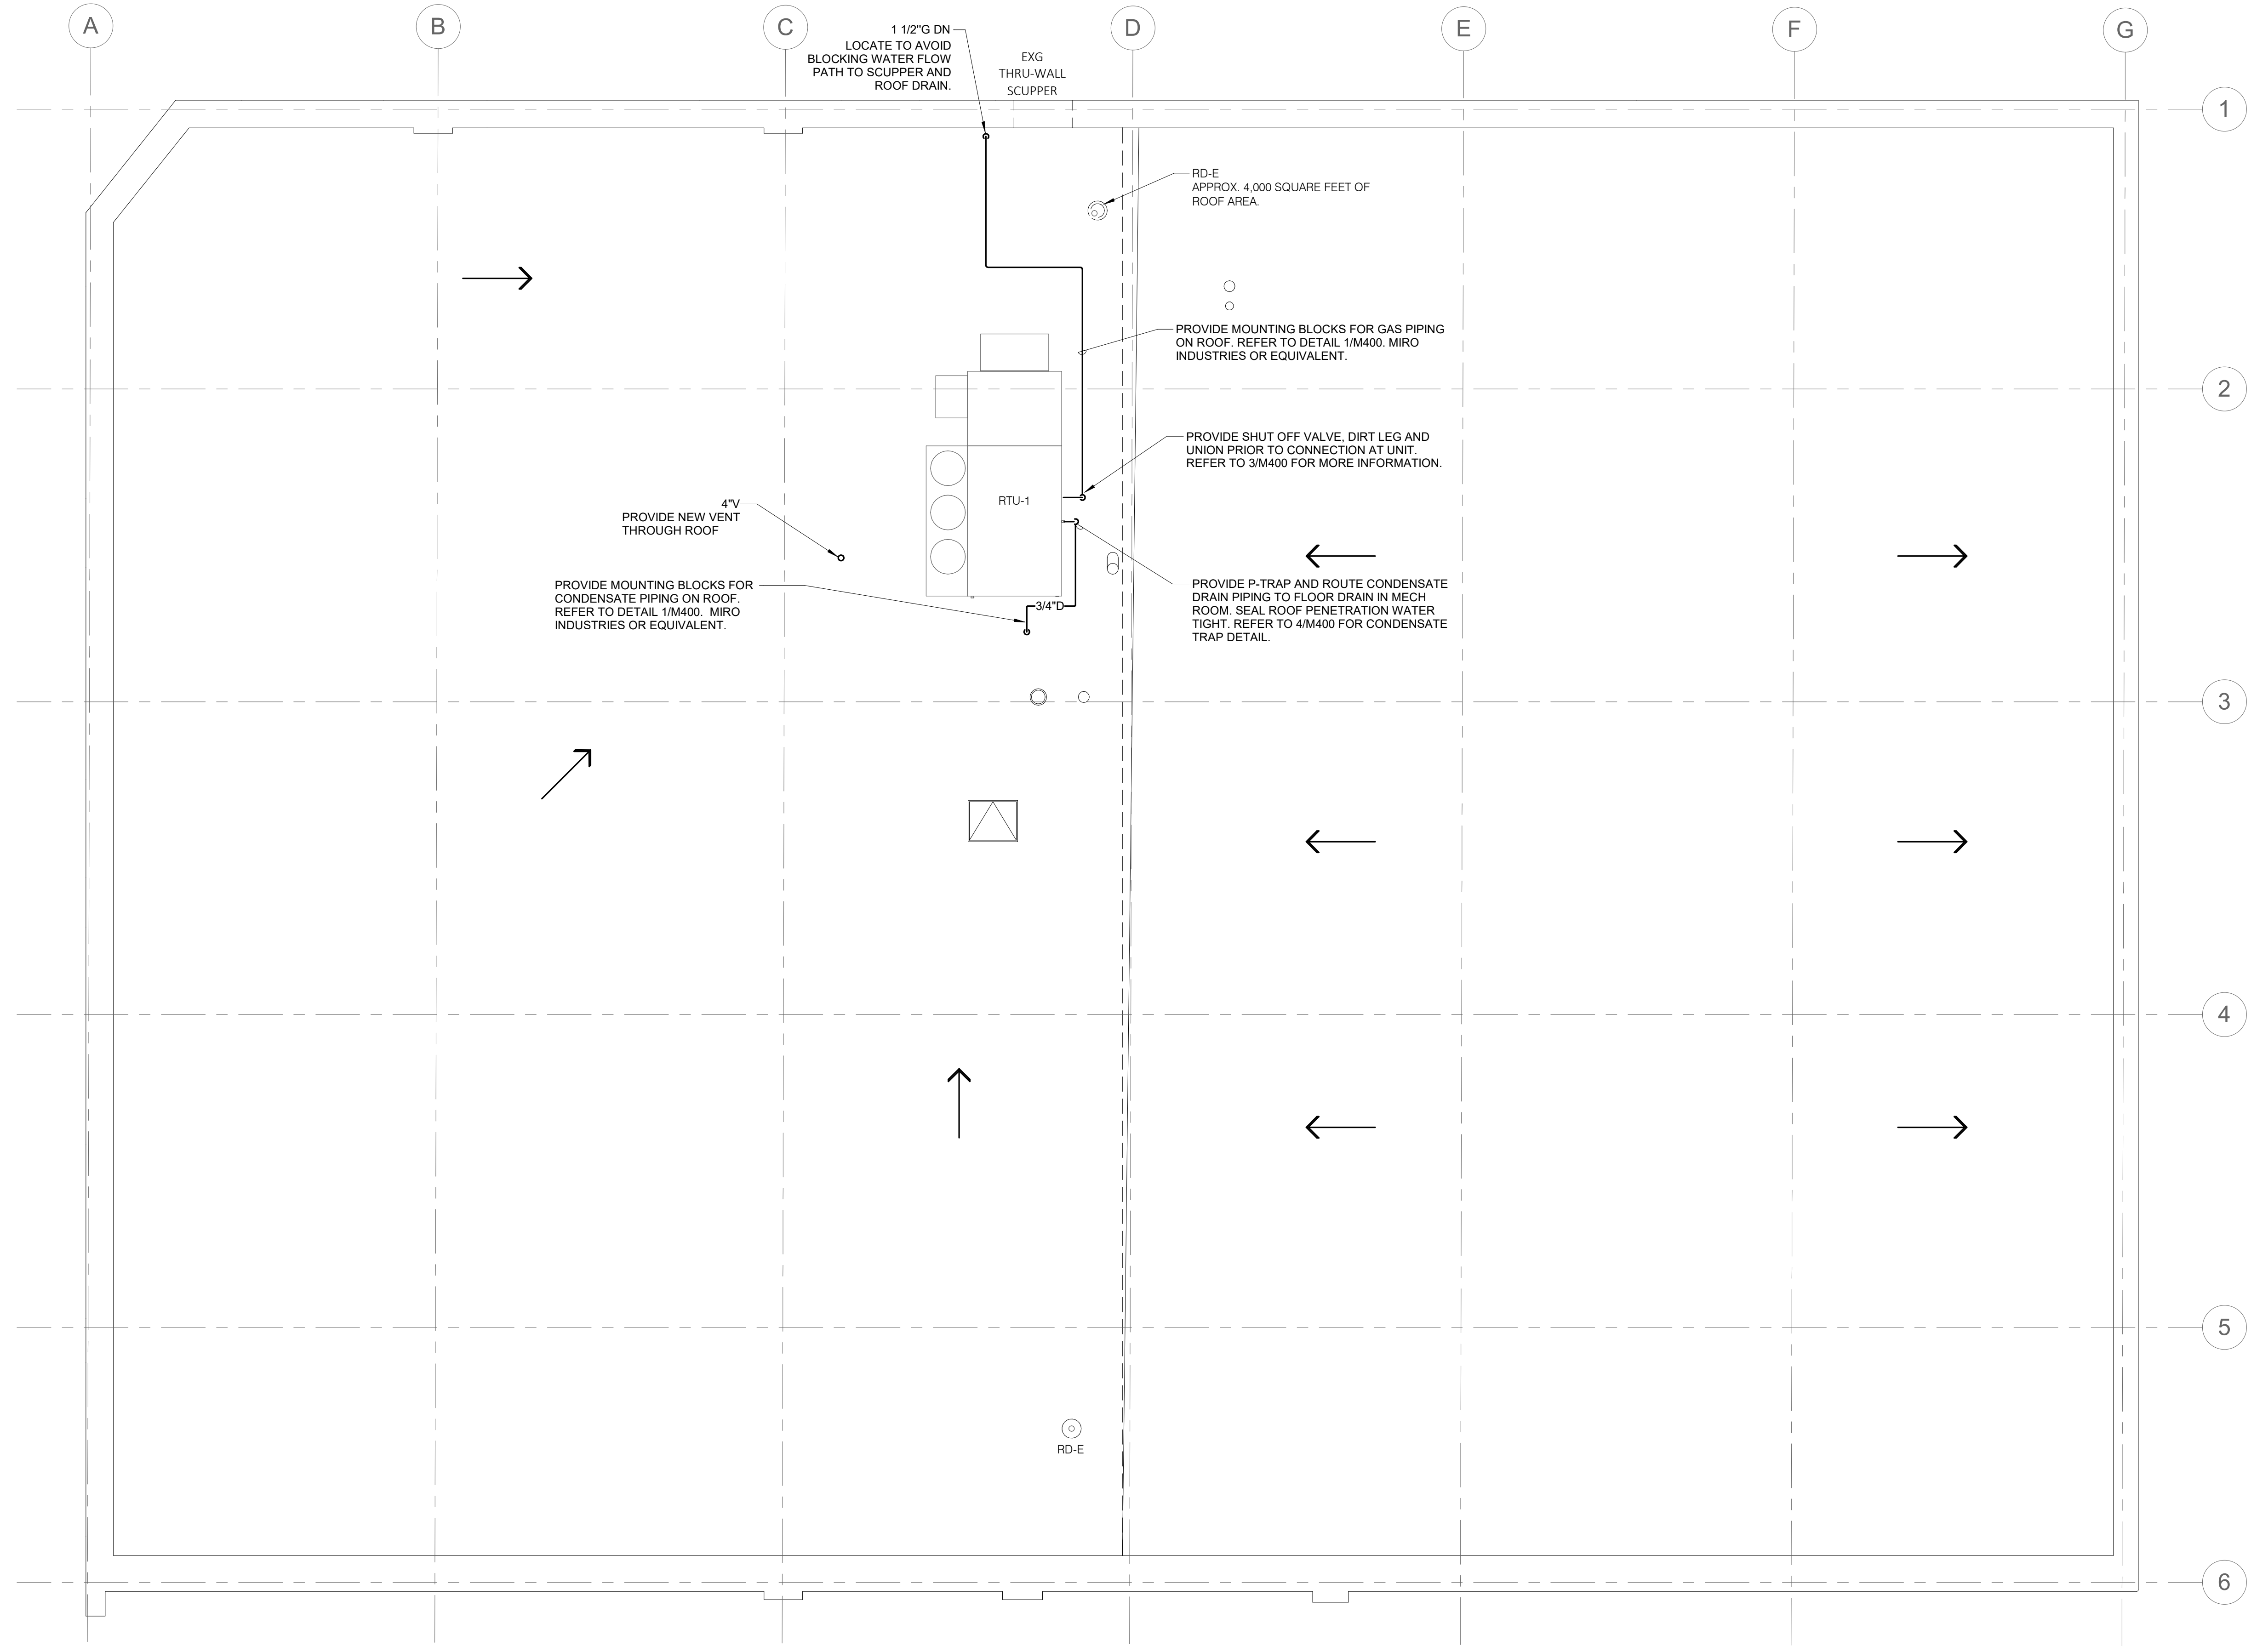 A
B
C
D
E
F
G
1 1/2"G DN
LOCATE TO AVOID
BLOCKING WATER FLOW
PATH TO SCUPPER AND
ROOF DRAIN.
EXG
THRU-WALL
SCUPPER
1
RD-E
APPROX. 4,000 SQUARE FEET OF
ROOF AREA.
PROVIDE MOUNTING BLOCKS FOR GAS PIPING
ON ROOF. REFER TO DETAIL 1/M400. MIRO
INDUSTRIES OR EQUIVALENT.
2
PROVIDE SHUT OFF VALVE, DIRT LEG AND
UNION PRIOR TO CONNECTION AT UNIT.
REFER TO 3/M400 FOR MORE INFORMATION.
RTU-1
4"V
PROVIDE NEW VENT
THROUGH ROOF
PROVIDE MOUNTING BLOCKS FOR
CONDENSATE PIPING ON ROOF.
REFER TO DETAIL 1/M400. MIRO
INDUSTRIES OR EQUIVALENT.
3/4"D
PROVIDE P-TRAP AND ROUTE CONDENSATE
DRAIN PIPING TO FLOOR DRAIN IN MECH
ROOM. SEAL ROOF PENETRATION WATER
TIGHT. REFER TO 4/M400 FOR CONDENSATE
TRAP DETAIL.
3
4
5
RD-E
6